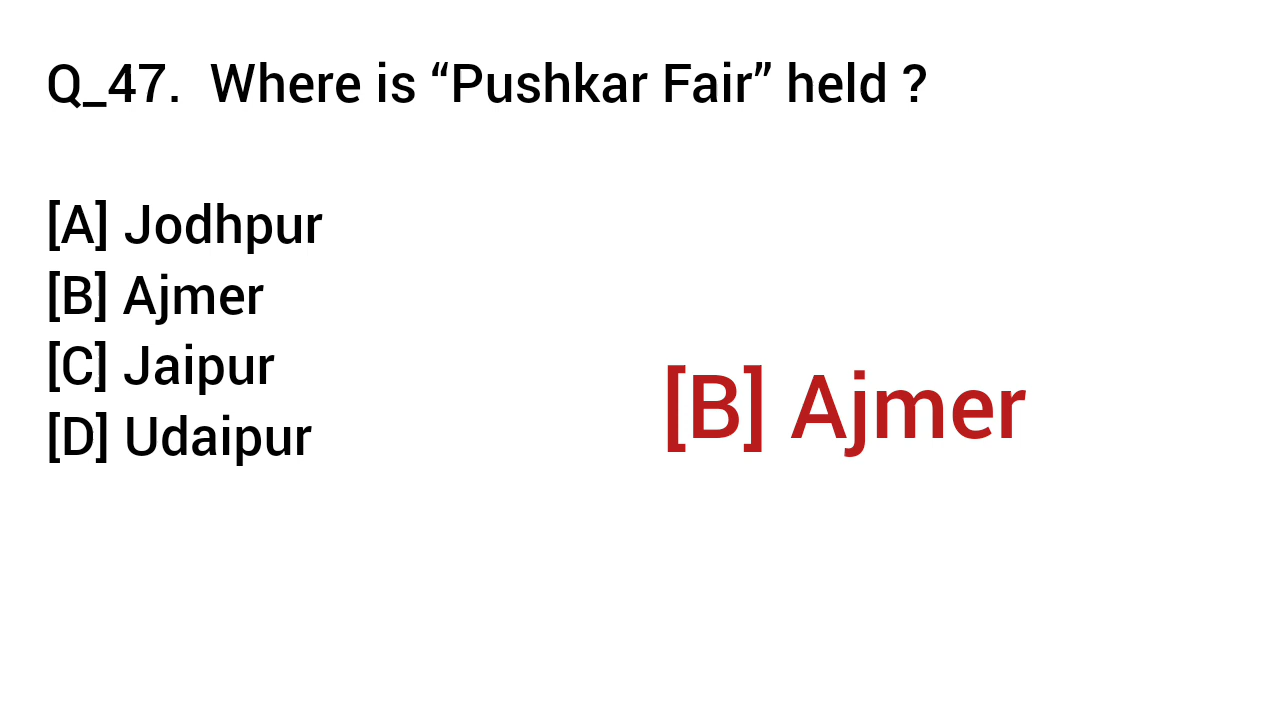 Q_47.  Where is “Pushkar Fair” held ?
[A] Jodhpur
[B] Ajmer
[C] Jaipur
[D] Udaipur
[B] Ajmer